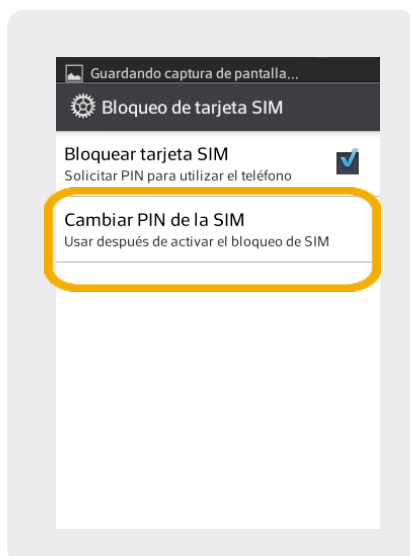 Guardando captura de pantalla...
Bloqueo de tarjeta SIM
Bloquear tarjeta SIM
Solicitar PIN para utilizar el teléfono
Cambiar PIN de la SIM
Usar después de activar el bloqueo de SIM